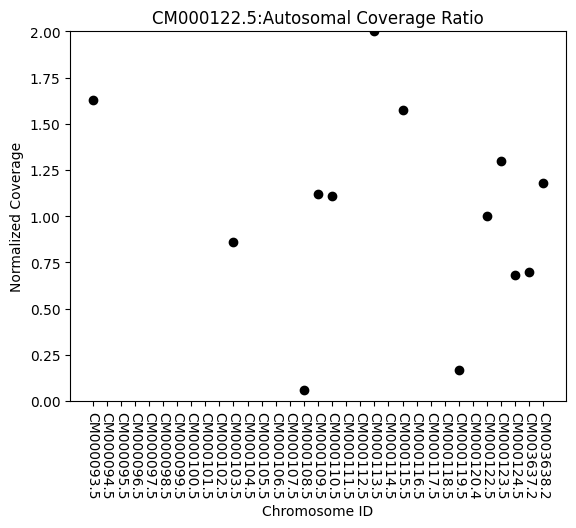 CM000122.5:Autosomal Coverage Ratio
2.00
1.75
1.50
1.25
1.00
0.75
0.50
0.25
0.00
Normalized Coverage
CM000093.5
CM000094.5
CM000095.5
CM000096.5
CM000097.5
CM000098.5
CM000099.5
CM000100.5
CM000101.5
CM000102.5
CM000103.5
CM000104.5
CM000105.5
CM000106.5
CM000107.5
CM000108.5
CM000109.5
CM000110.5
CM000111.5
CM000112.5
CM000113.5
CM000114.5
CM000115.5
CM000116.5
CM000117.5
CM000118.5
CM000119.5
CM000120.4
CM000122.5
CM000123.5
CM000124.5
CM003637.2
CM003638.2
Chromosome ID